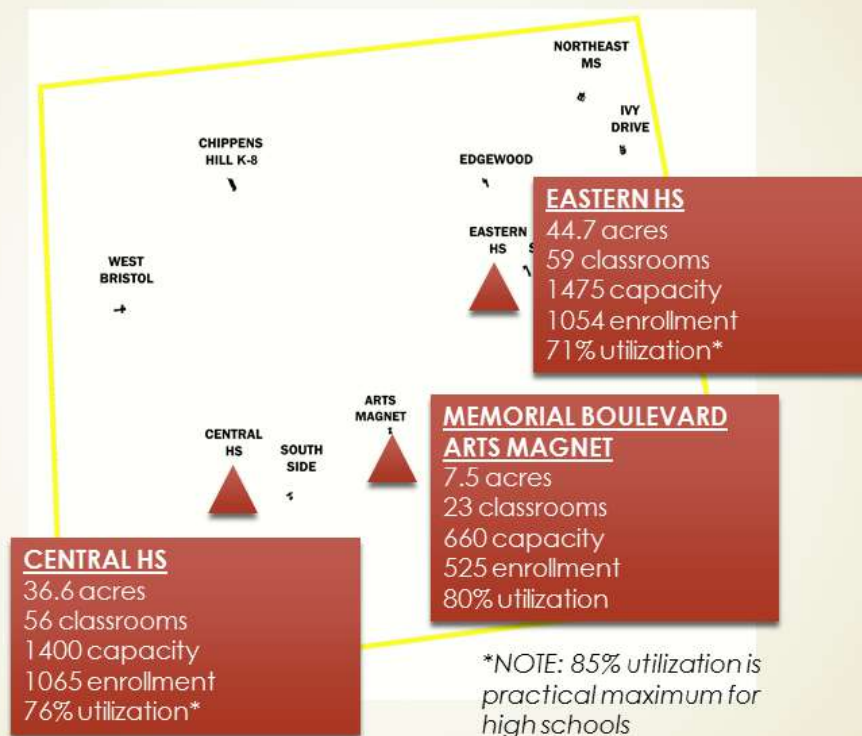 NORTHEAST
MS
IVY
DRIVE
CHIPPENS
HILL K-8
EDGEWOOD
EASTERN
HS
WEST
BRISTOL
EASTERN HS
44.7 acres
59 classrooms
1475 capacity
1054 enrollment
71% utilization*
ARTS
MAGNET
CENTRAL
HS
SOUTH
SIDE
MEMORIAL BOULEVARD
ARTS MAGNET
7.5 acres
23 classrooms
660 capacity
525 enrollment
80% utilization
CENTRAL HS
36.6 acres
56 classrooms
1400 capacity
1065 enrollment
76% utilization*
*NOTE: 85% utilization is
practical maximum for
high schools